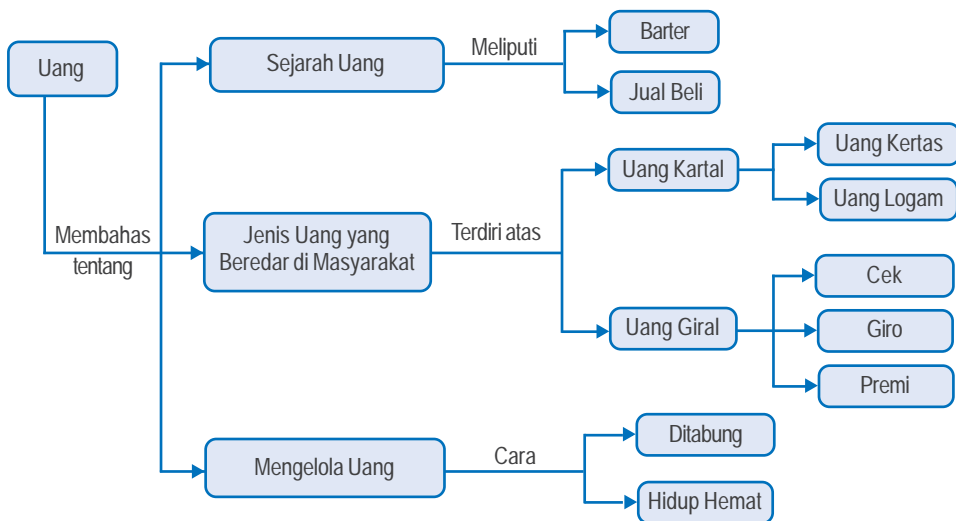 Uang
Membahas
tentang
Sejarah Uang
Meliputi
Barter
Jual Beli
Jenis Uang yang
Beredar di Masyarakat
Terdiri atas
Uang Kartal
Uang Kertas
Uang Logam
Uang Giral
Cek
Giro
Premi
Mengelola Uang
Cara
Ditabung
Hidup Hemat